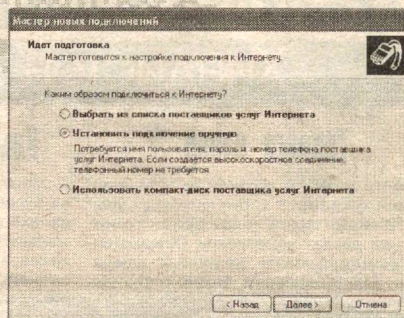 Мастер новых подключений
Идет подготовка
Мастер готовится к настройке подключения к Интернету.
Каким образом подключиться к Интернету?
Выбрать из списка поставщиков услуг Интернета
Установить подключение вручную
Потребуется имя пользователя, пароль и номер телефона поставщика
услуг Интернета. Если создается высокоскоростное соединение,
телефонный номер не требуется.
Использовать компакт-диск поставщика услуг Интернета
< Назад
Далее >
Отмена